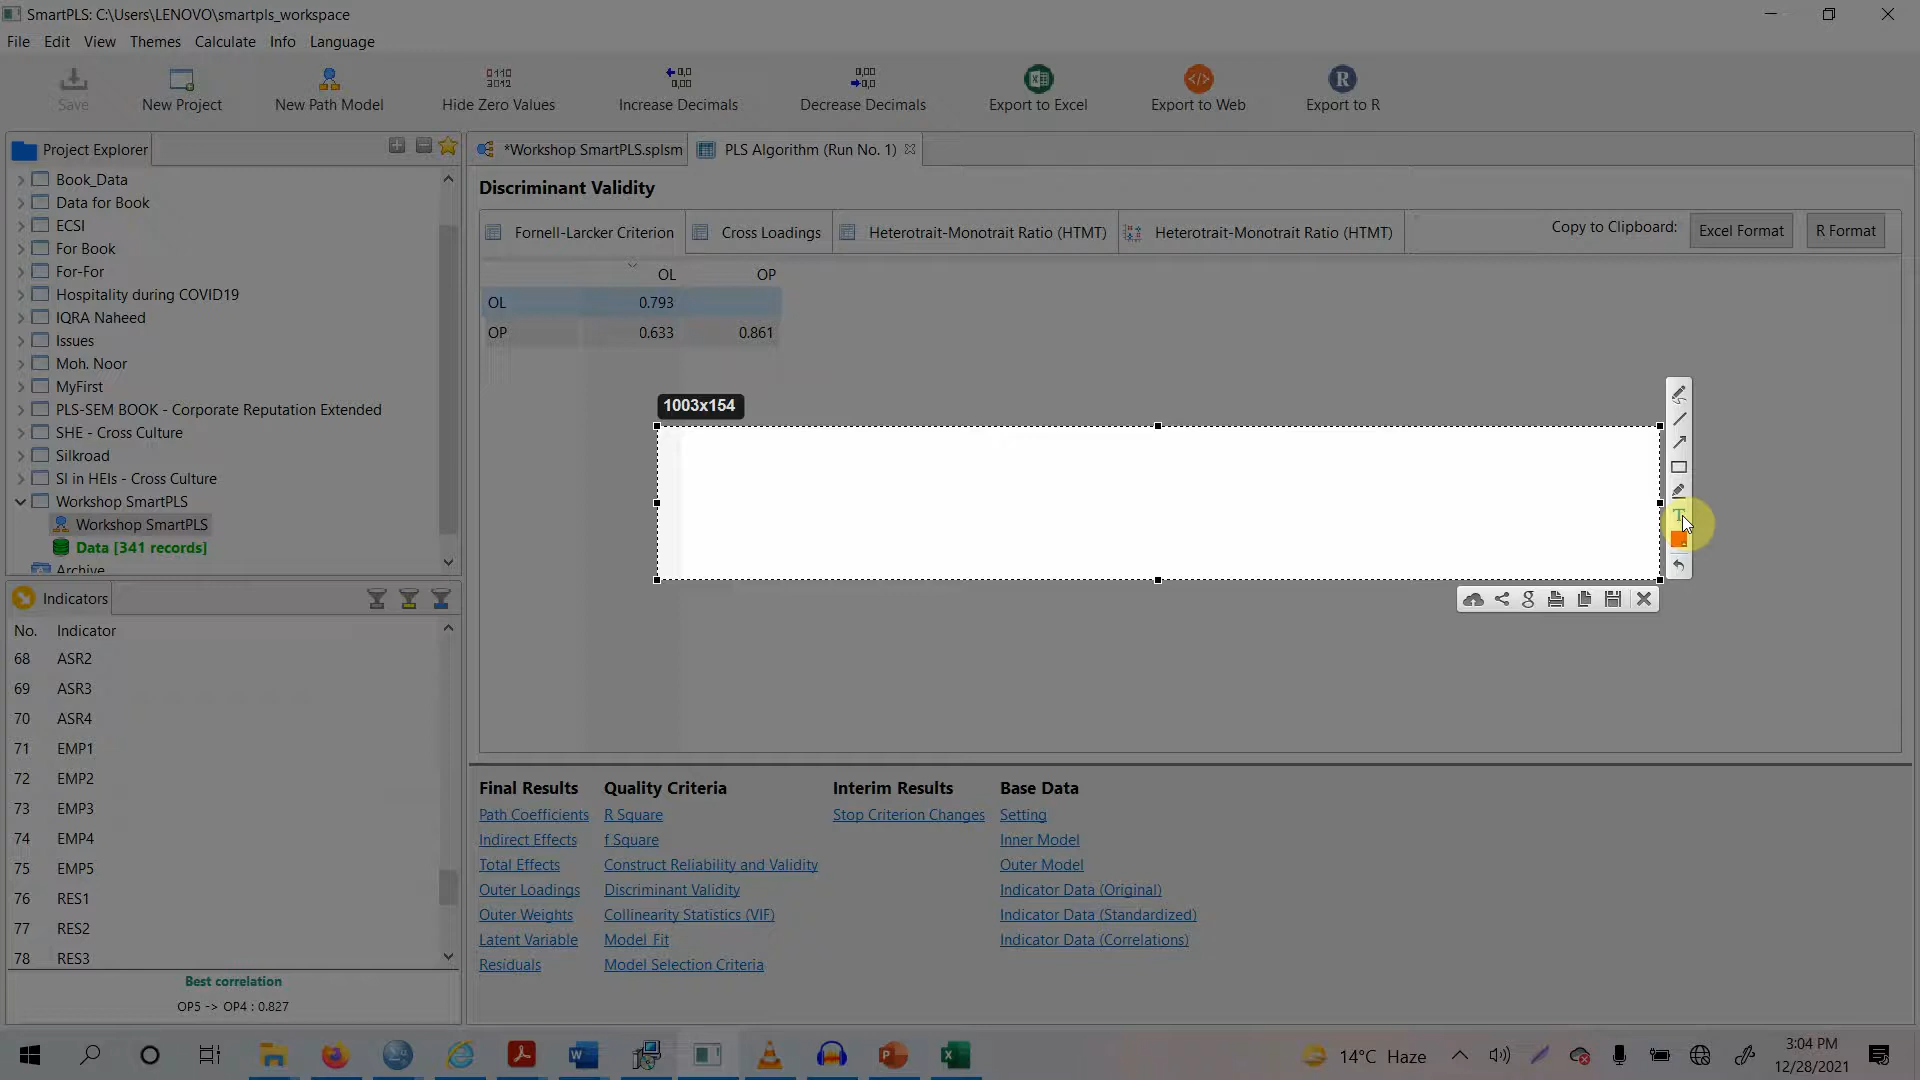 SmartPLS: C:\Users\LENOVO\smartpls_workspace
File Edit View Themes Calculate Info Language
Save New Project New Path Model Hide Zero Values Increase Decimals Decrease Decimals Export to Excel Export to Web Export to R
Project Explorer
Book_Data
Data for Book
ECSI
For Book
For-For
Hospitality during COVID19
IQRA Naheed
Issues
Moh. Noor
MyFirst
PLS-SEM BOOK - Corporate Reputation Extended
SHE - Cross Culture
Silkroad
SI in HEIs - Cross Culture
Workshop SmartPLS
Workshop SmartPLS
Data [341 records]
Archive
Indicators
No. Indicator
68 ASR2
69 ASR3
70 ASR4
71 EMP1
72 EMP2
73 EMP3
74 EMP4
75 EMP5
76 RES1
77 RES2
78 RES3
Best correlation
OP5 -> OP4 : 0.827
*Workshop SmartPLS.splsm PLS Algorithm (Run No. 1)
Discriminant Validity
Fornell-Larcker Criterion Cross Loadings Heterotrait-Monotrait Ratio (HTMT) Heterotrait-Monotrait Ratio (HTMT) Copy to Clipboard: Excel Format R Format
OL OP
OL 0.793
OP 0.633 0.861
1003x154
Final Results Quality Criteria Interim Results Base Data
Path Coefficients R Square Stop Criterion Changes Setting
Indirect Effects f Square Inner Model
Total Effects Construct Reliability and Validity Outer Model
Outer Loadings Discriminant Validity Indicator Data (Original)
Outer Weights Collinearity Statistics (VIF) Indicator Data (Standardized)
Latent Variable Model_Fit Indicator Data (Correlations)
Residuals Model Selection Criteria
14°C Haze
3:04 PM
12/28/2021